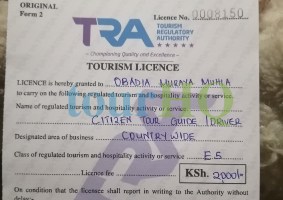 ORIGINAL
Form 2
Licence No. 0008150
TRA
TOURISM
REGULATORY
AUTHORITY
Championing Quality and Excellence
TOURISM LICENCE
LICENCE is hereby granted to OBADIA MURAYA MUHIA
to carry on the following regulated tourism and hospitality activity or service.
Name of regulated tourism and hospitality activity or service
CITIZEN TOUR GUIDE / DRIVER
Designated area of business COUNTRYWIDE
Class of regulated tourism and hospitality activity or service E.5
Licence fee KSh. 2000/-
On condition that the licencee shall report in writing to the Authority without
delay